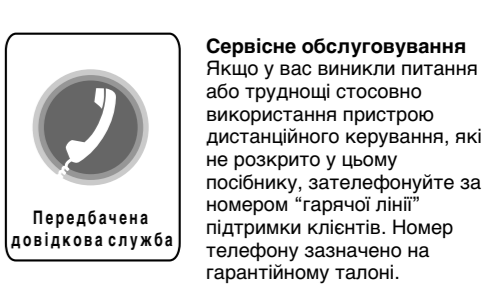 Передбачена
довідкова служба
Сервісне обслуговування
Якщо у вас виникли питання
або труднощі стосовно
використання пристрою
дистанційного керування, які
не розкрито у цьому
посібнику, зателефонуйте за
номером “гарячої лінії”
підтримки клієнтів. Номер
телефону зазначено на
гарантійному талоні.